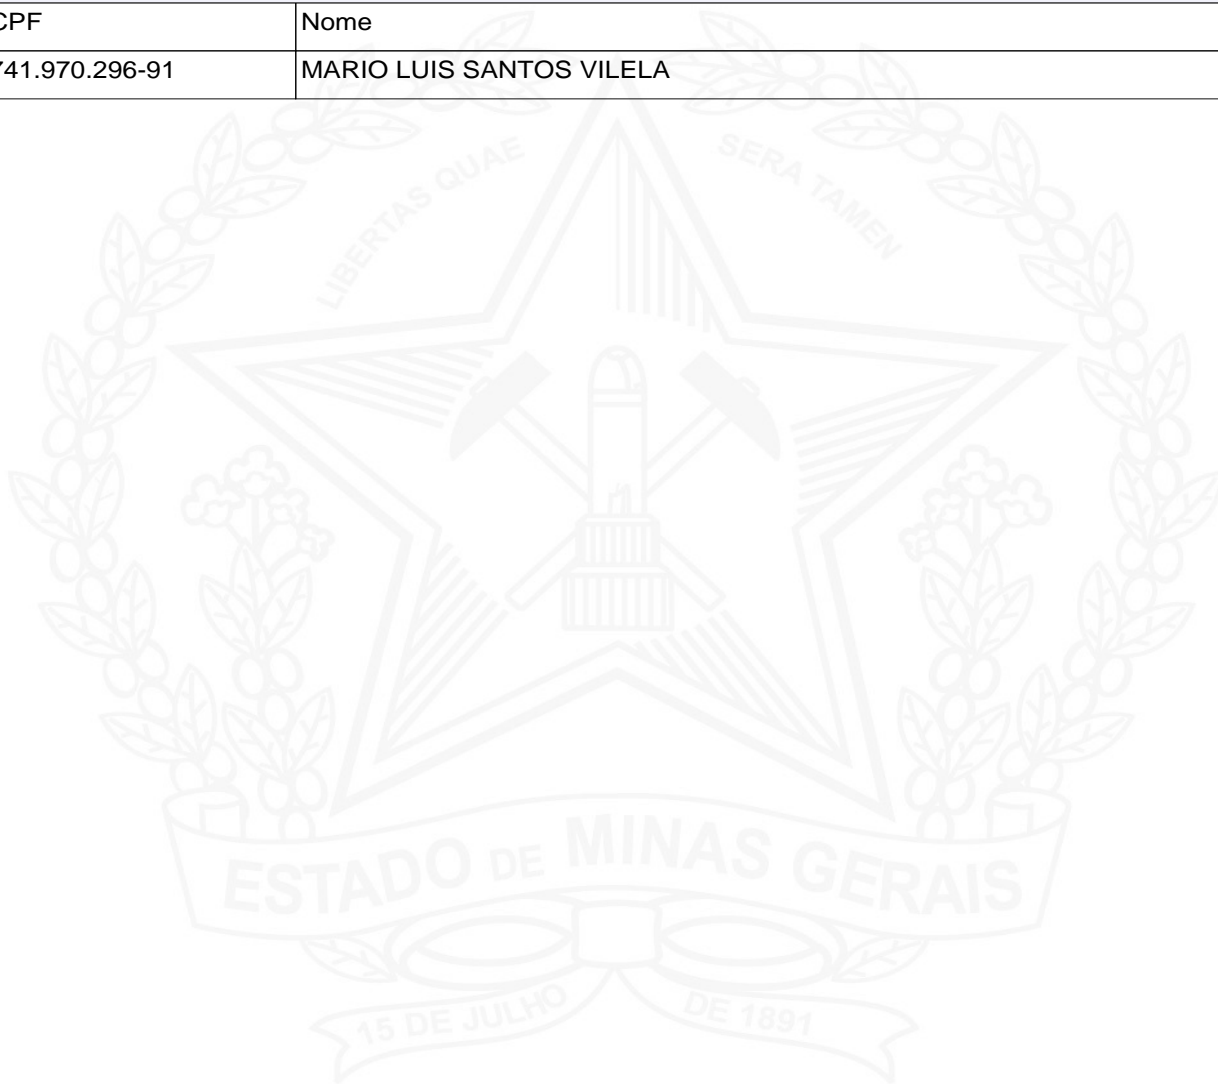 CPF Nome
741.970.296-91 MARIO LUIS SANTOS VILELA
LIBERTAS QUAE SERA TAMEN
ESTADO DE MINAS GERAIS
15 DE JULHO DE 1891